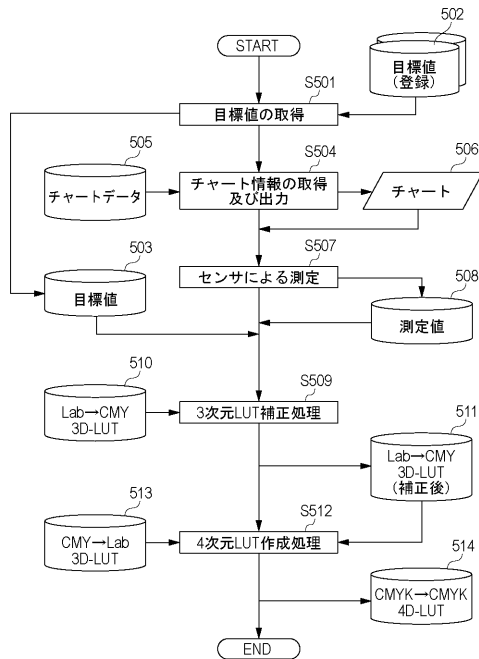 START
502
目標値
(登録)
S501
目標値の取得
505
チャートデータ
S504
チャート情報の取得
及び出力
506
チャート
S507
センサによる測定
503
目標値
508
測定値
510
Lab→CMY
3D-LUT
S509
3次元LUT補正処理
511
Lab→CMY
3D-LUT
(補正後)
513
CMY→Lab
3D-LUT
S512
4次元LUT作成処理
514
CMYK→CMYK
4D-LUT
END